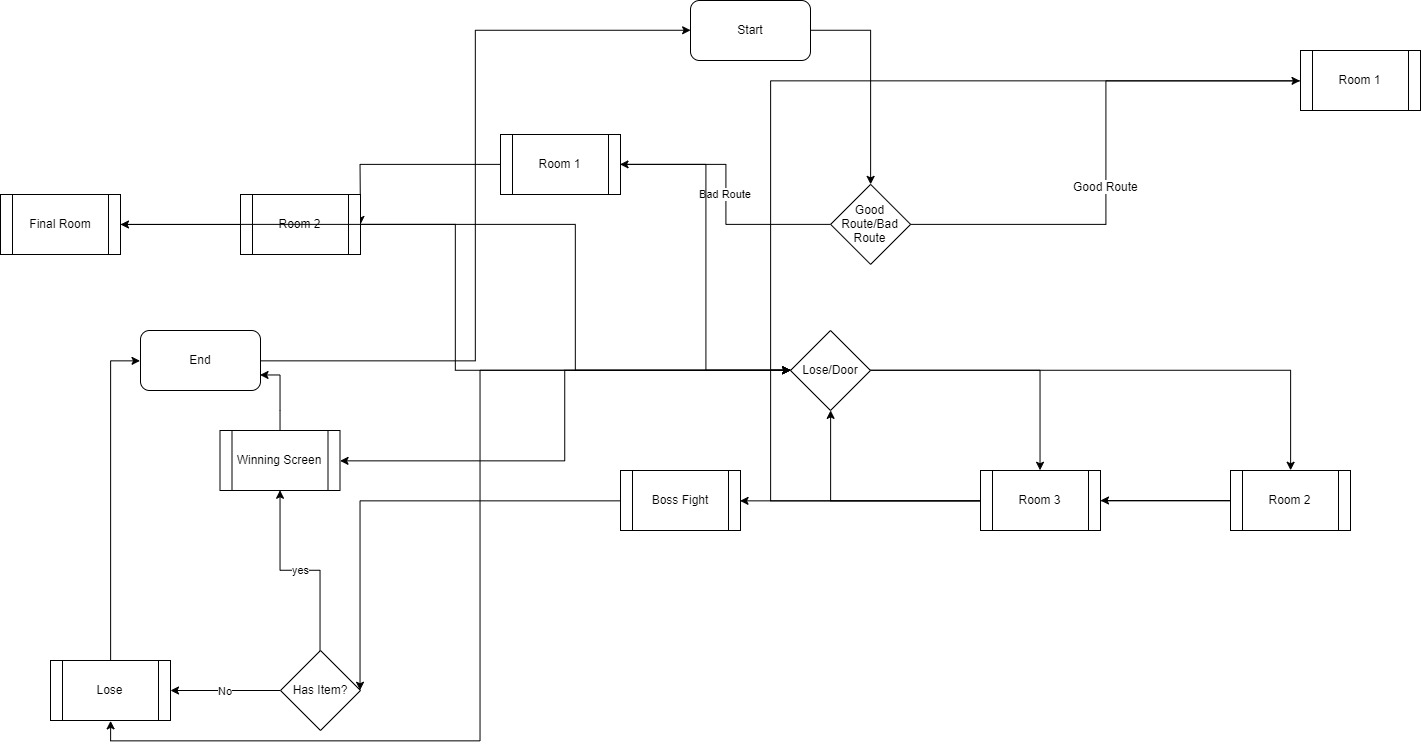 Start
Room 1
Room 1
Bad Route
Good Route
Good
Route/Bad
Route
Final Room
Room 2
End
Lose/Door
Winning Screen
Boss Fight
Room 3
Room 2
yes
Lose
No
Has Item?